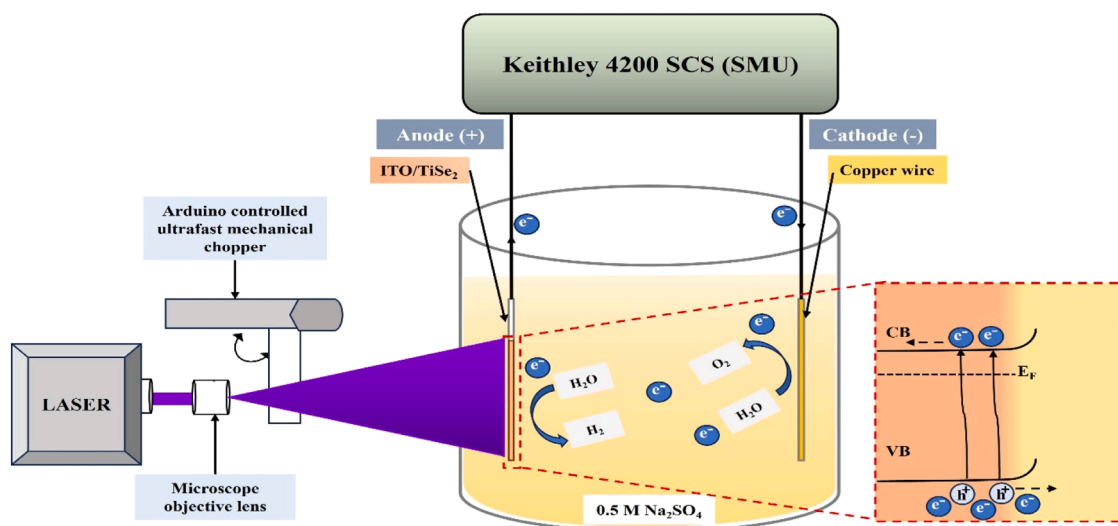 Keithley 4200 SCS (SMU)
Anode (+)
Cathode (-)
ITO/TiSe₂
Copper wire
Arduino controlled
ultrafast mechanical
chopper
e⁻
e⁻
LASER
Microscope
objective lens
e⁻
H₂O
H₂
e⁻
e⁻
O₂
H₂O
e⁻
0.5 M Na₂SO₄
CB
e⁻
e⁻
E_F
VB
h⁺
h⁺
e⁻
e⁻
e⁻